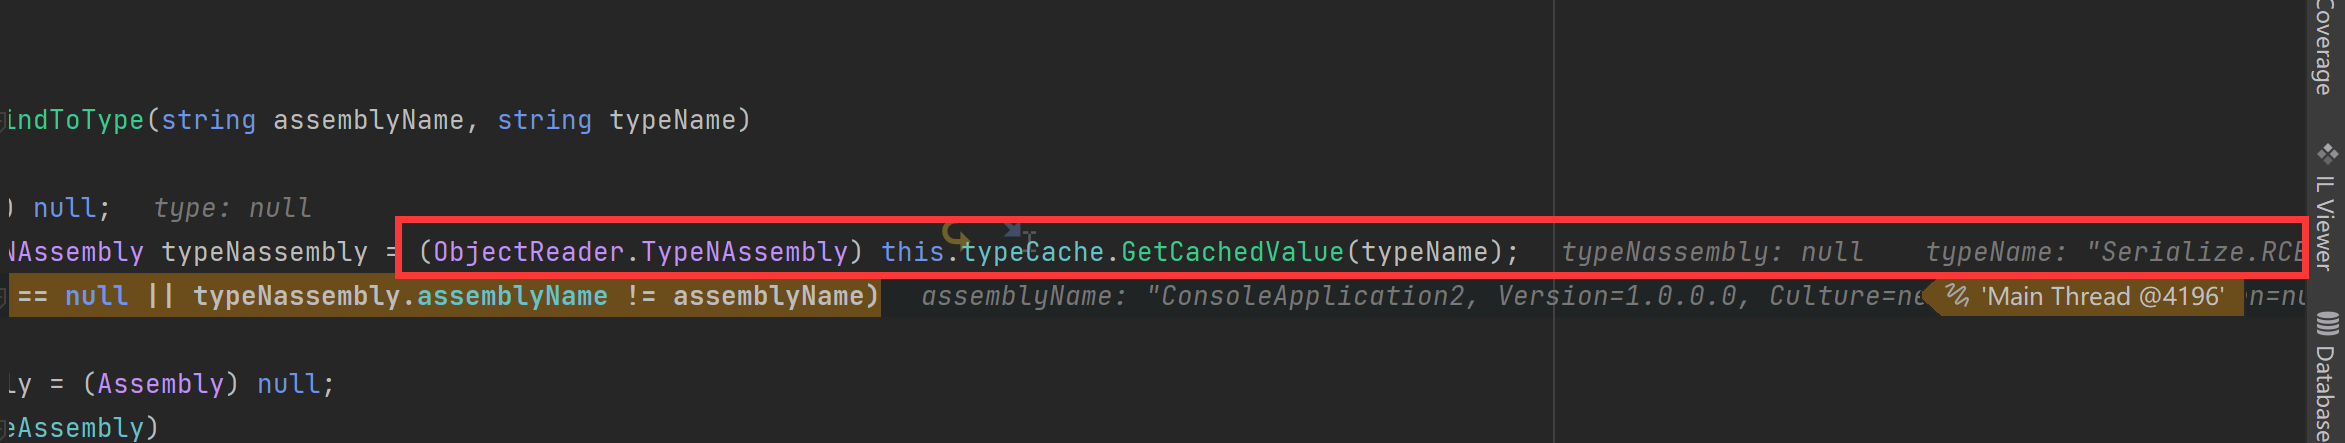 indToType(string assemblyName, string typeName)
) null;   type: null
NAssembly typeNassembly = (ObjectReader.TypeNAssembly) this.typeCache.GetCachedValue(typeName);   typeNassembly: null   typeName: "Serialize.RCE
== null || typeNassembly.assemblyName != assemblyName)   assemblyName: "ConsoleApplication2, Version=1.0.0.0, Culture=ne 'Main Thread @4196' n=nu
ly = (Assembly) null;
eAssembly)
Coverage
IL Viewer
Database